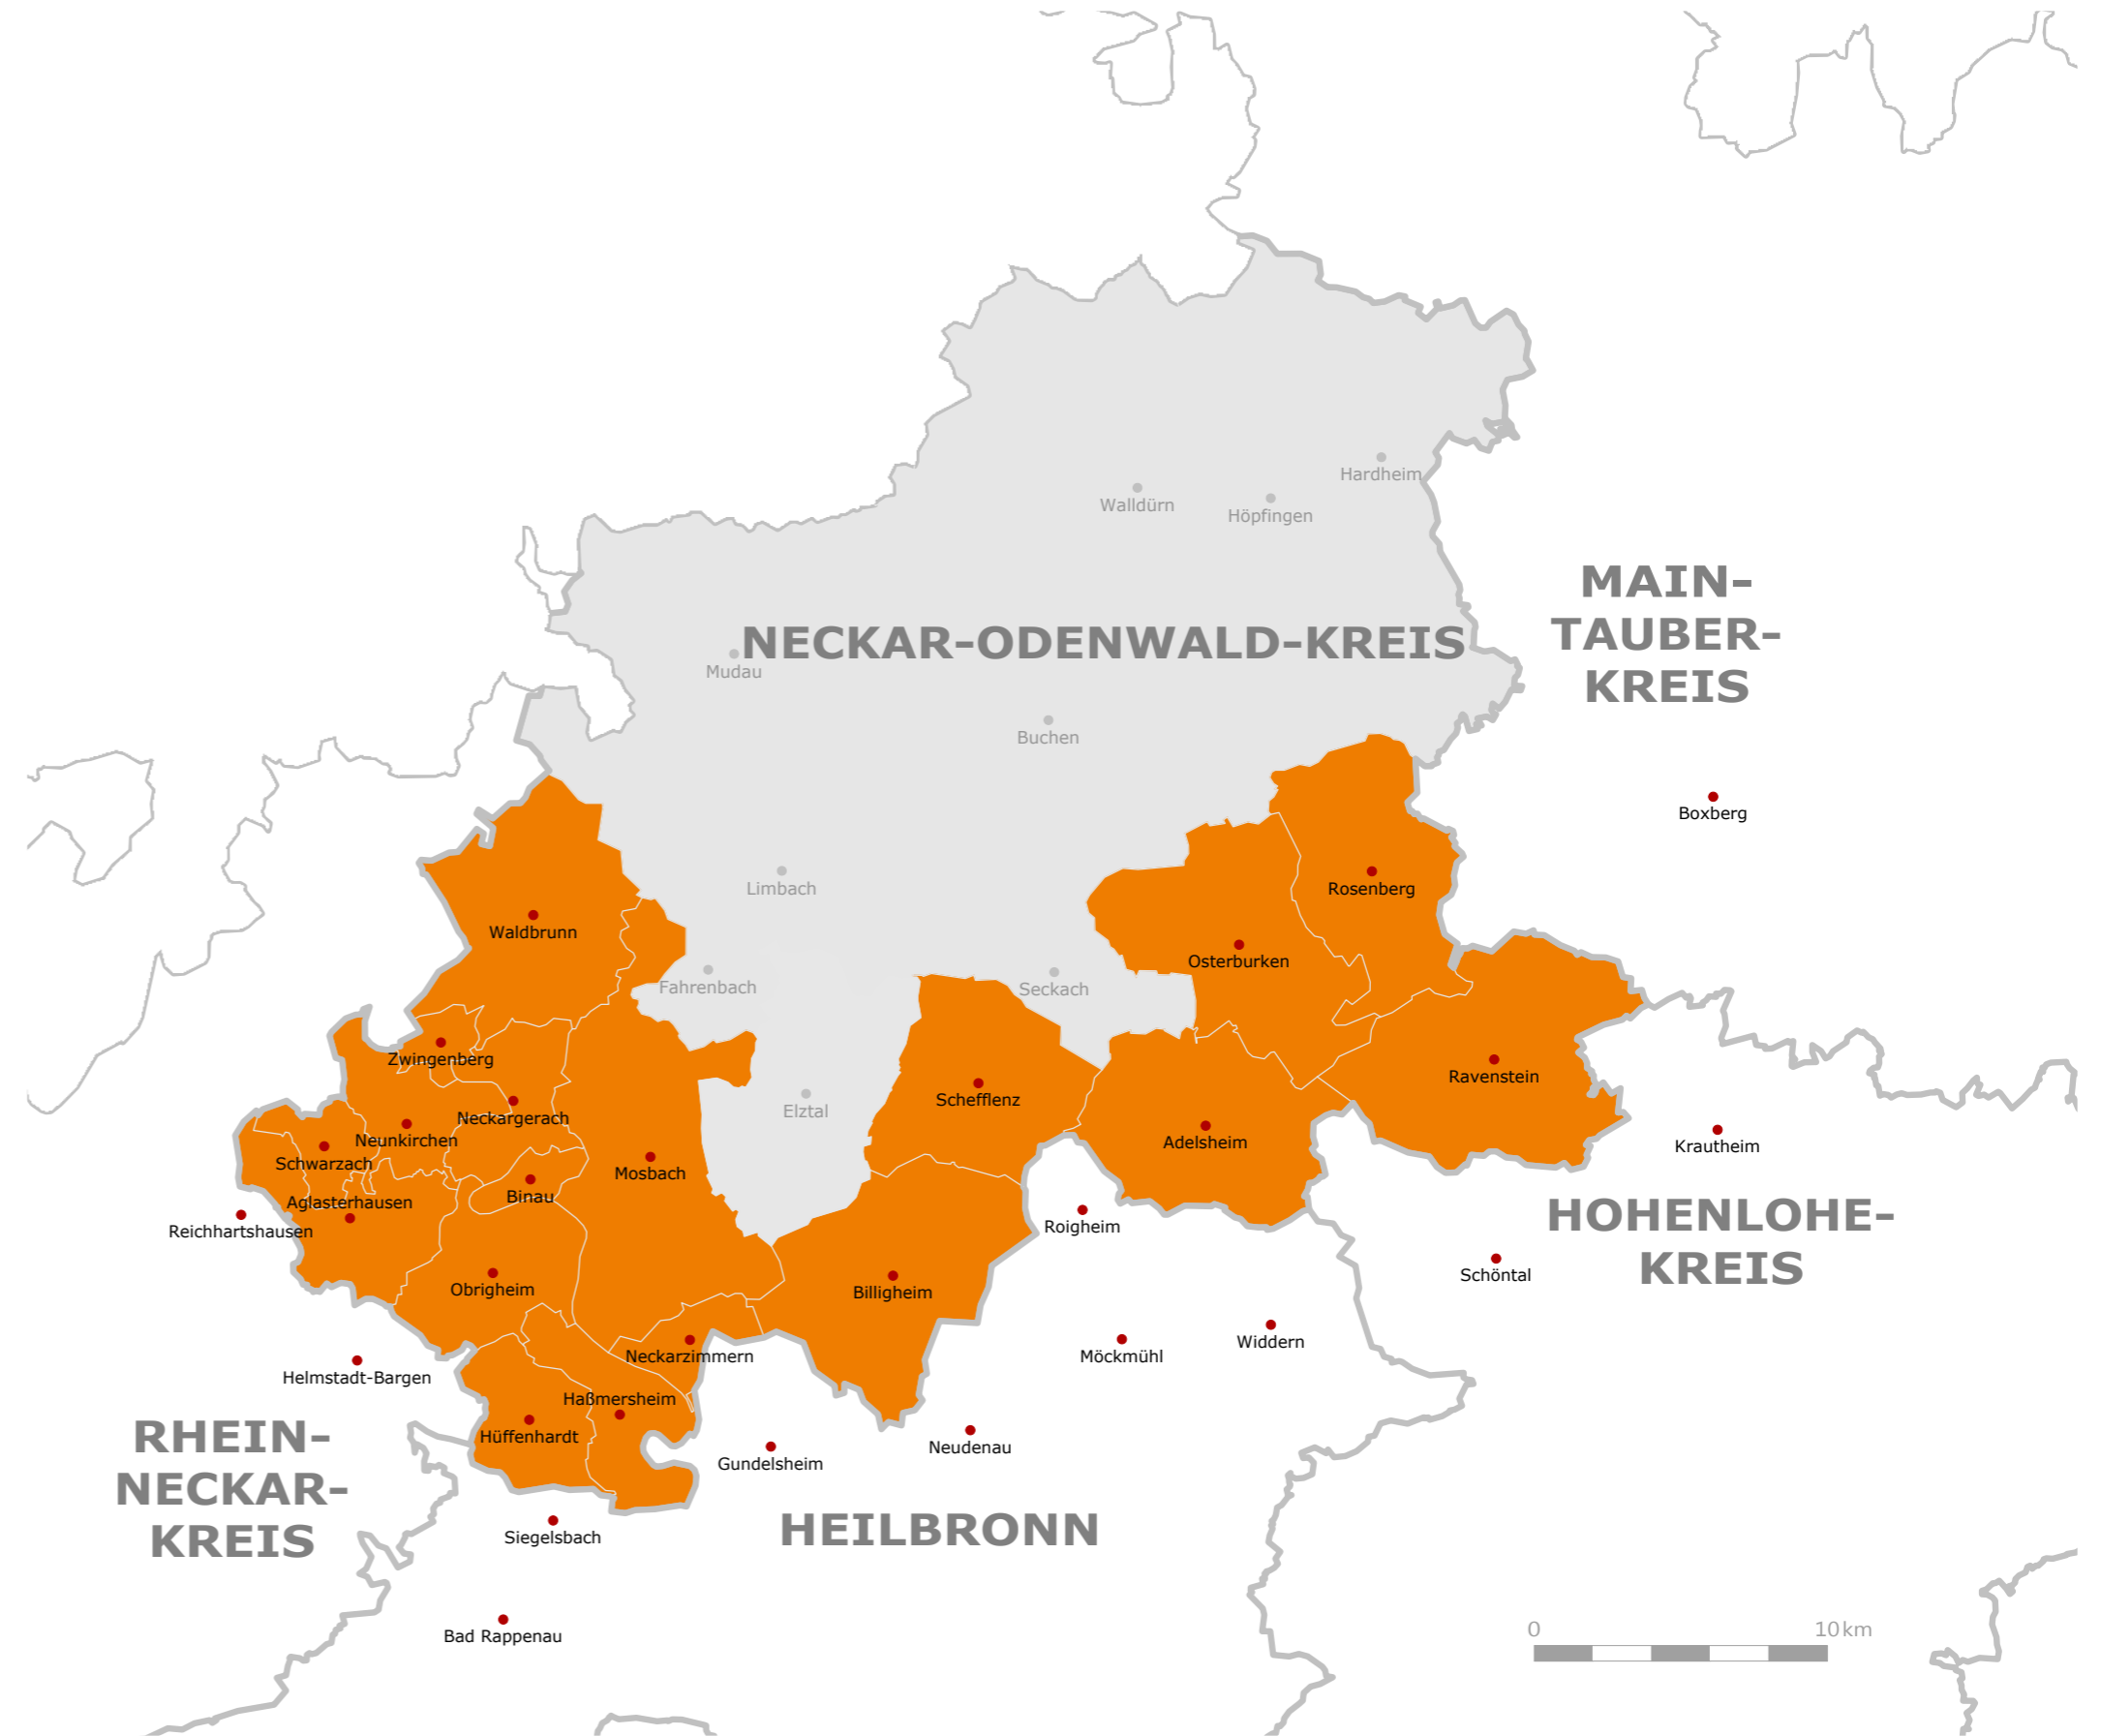 Hardheim
Walldürn
Höpfingen
MAIN-
TAUBER-
KREIS
NECKAR-ODENWALD-KREIS
Mudau
Buchen
Boxberg
Limbach
Rosenberg
Waldbrunn
Osterburken
Fahrenbach
Seckach
Zwingenberg
Ravenstein
Schefflenz
Elztal
Neckargerach
Neunkirchen
Adelsheim
Krautheim
Schwarzach
Mosbach
Binau
Aglasterhausen
Reichhartshausen
Roigheim
HOHENLOHE-
KREIS
Schöntal
Obrigheim
Billigheim
Widdern
Neckarzimmern
Möckmühl
Helmstadt-Bargen
Haßmersheim
Hüffenhardt
Neudenau
Gundelsheim
RHEIN-
NECKAR-
KREIS
HEILBRONN
Siegelsbach
Bad Rappenau
0 10km